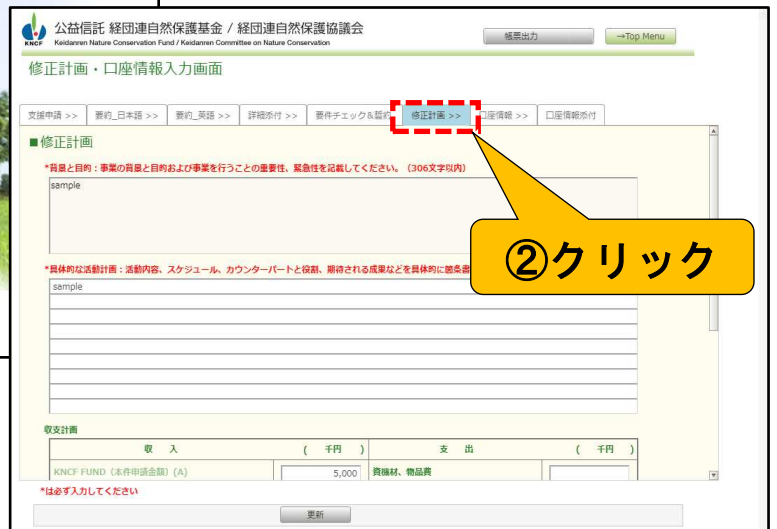 公益信託 経団連自然保護基金 / 経団連自然保護協議会
KNCF Keidanren Nature Conservation Fund / Keidanren Committee on Nature Conservation
帳票出力
→Top Menu
修正計画・口座情報入力画面
支援申請 >> 要約_日本語 >> 要約_英語 >> 詳細添付 >> 要件チェック&誓約 修正計画 >> 口座情報 >> 口座情報添付
■修正計画
*背景と目的：事業の背景と目的および事業を行うことの重要性、緊急性を記載してください。（306文字以内）
sample
②クリック
*具体的な活動計画：活動内容、スケジュール、カウンターパートと役割、期待される成果などを具体的に箇条書
sample
収支計画
収 入 ( 千円 ) 支 出 ( 千円 )
KNCF FUND（本件申請金額）(A) 5,000 資機材、物品費
*は必ず入力してください
更新